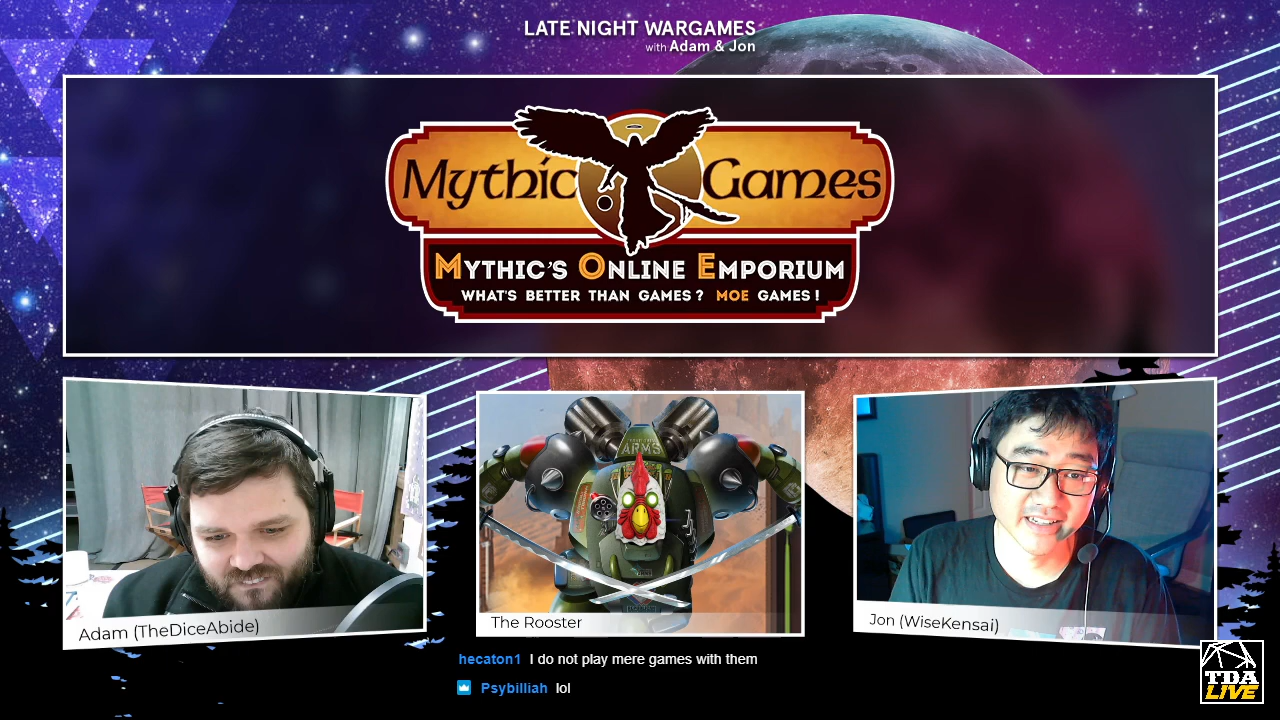 LATE NIGHT WARGAMES
with Adam & Jon
Mythic Games
MYTHIC'S ONLINE EMPORIUM
WHAT'S BETTER THAN GAMES? MOE GAMES!
ARMS
Adam (TheDiceAbide)
The Rooster
Jon (WiseKensai)
hecaton1 I do not play mere games with them
Psybilliah lol
TDA
LIVE